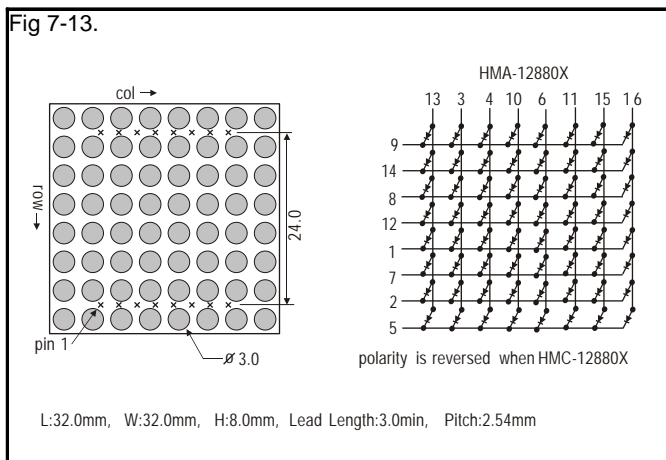 Fig 7-13.
HMA-12880X
col →
13 3 4 10 6 11 15 16
row →
9
14
8
12
1
7
2
5
24.0
pin 1
ø 3.0
polarity is reversed when HMC-12880X
L:32.0mm, W:32.0mm, H:8.0mm, Lead Length:3.0min, Pitch:2.54mm